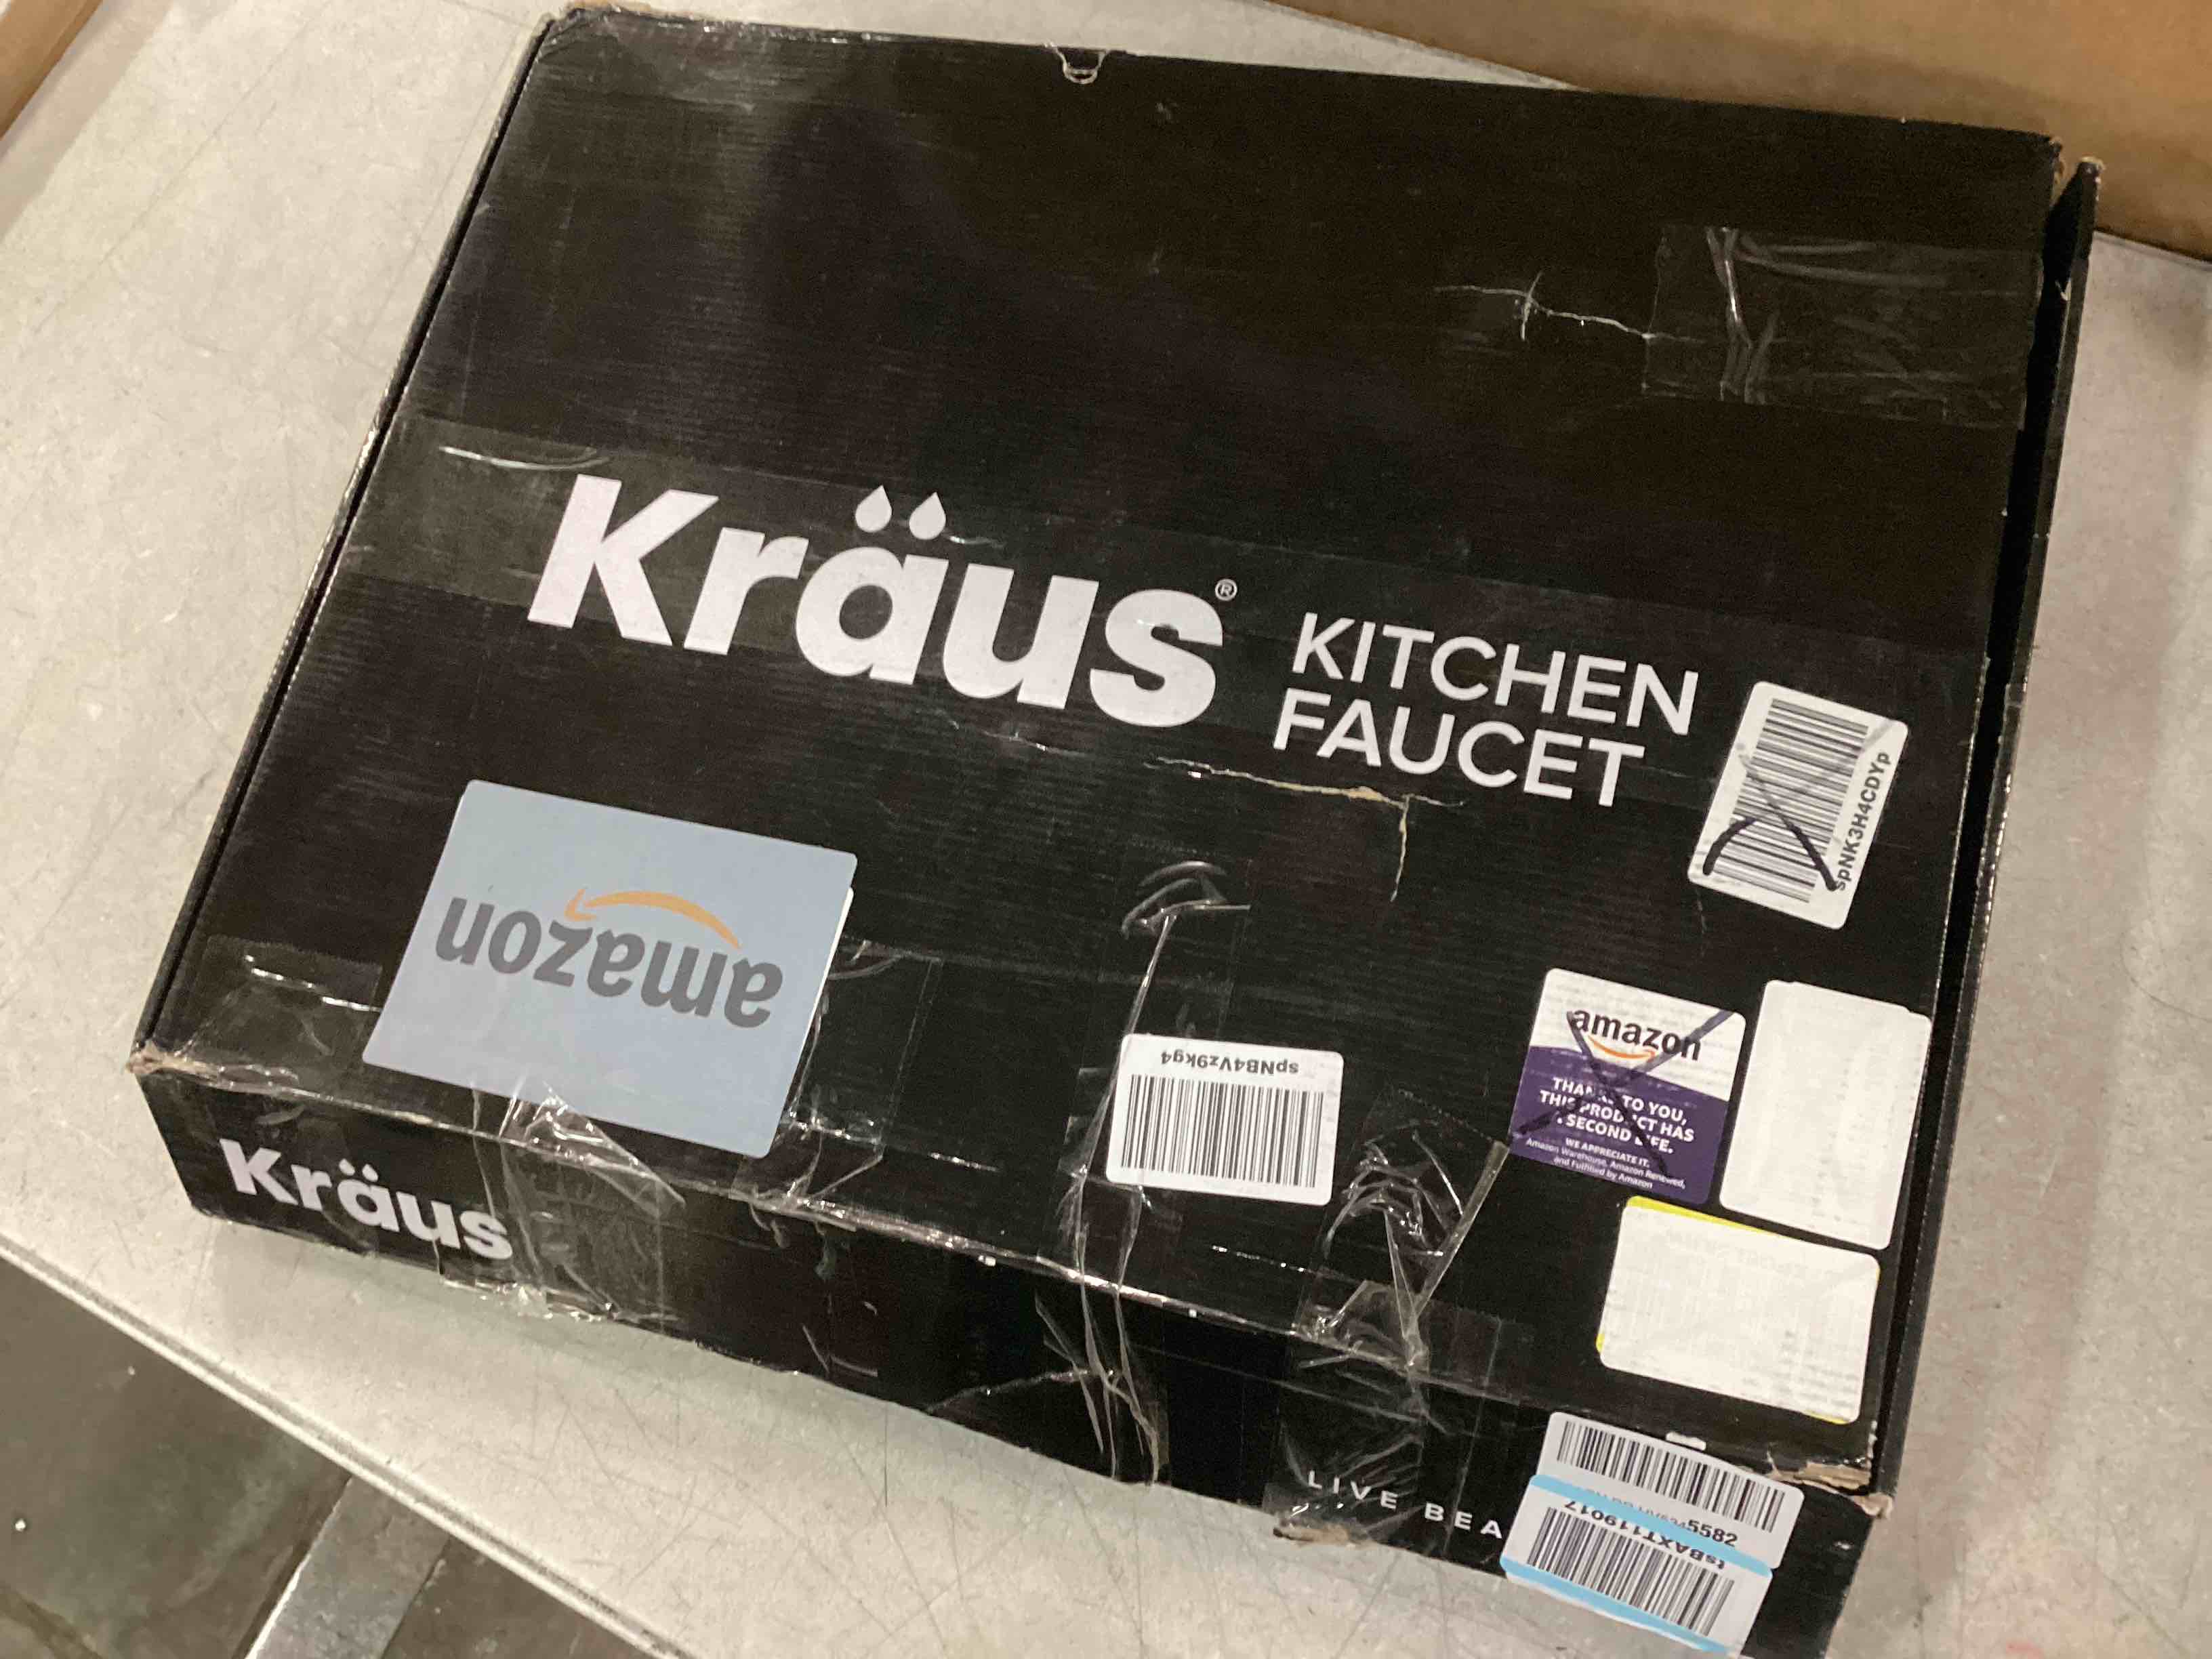 Kräus®
KITCHEN
FAUCET
spNK3H4CDYp
amazon
spNB4Vz9kg4
amazon
THANKS TO YOU,
THIS PRODUCT HAS
A SECOND LIFE.
WE APPRECIATE IT.
Amazon Warehouse, Amazon Renewed,
and Fulfilled by Amazon
Kräus
LIVE BEA
5582
tsBAXT119017